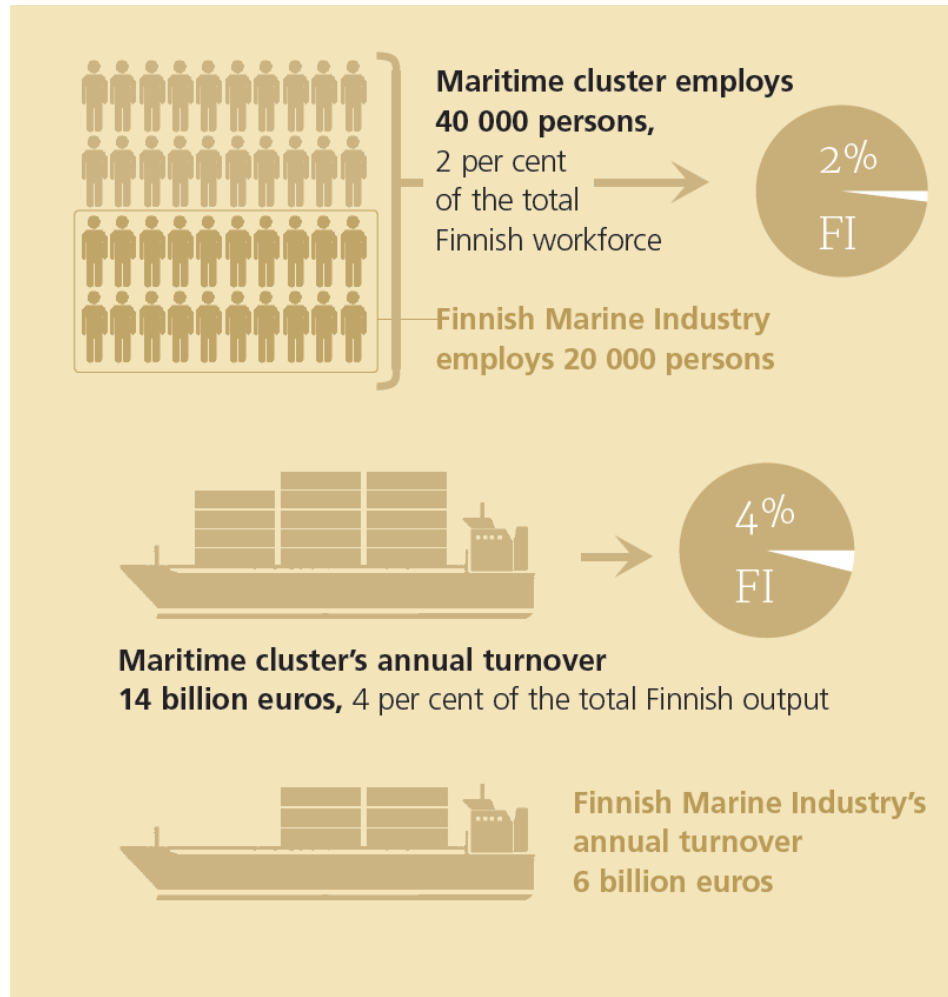 Maritime cluster employs
40 000 persons,
2 per cent
of the total
Finnish workforce
2%
FI
Finnish Marine Industry
employs 20 000 persons
4%
FI
Maritime cluster’s annual turnover
14 billion euros, 4 per cent of the total Finnish output
Finnish Marine Industry’s
annual turnover
6 billion euros